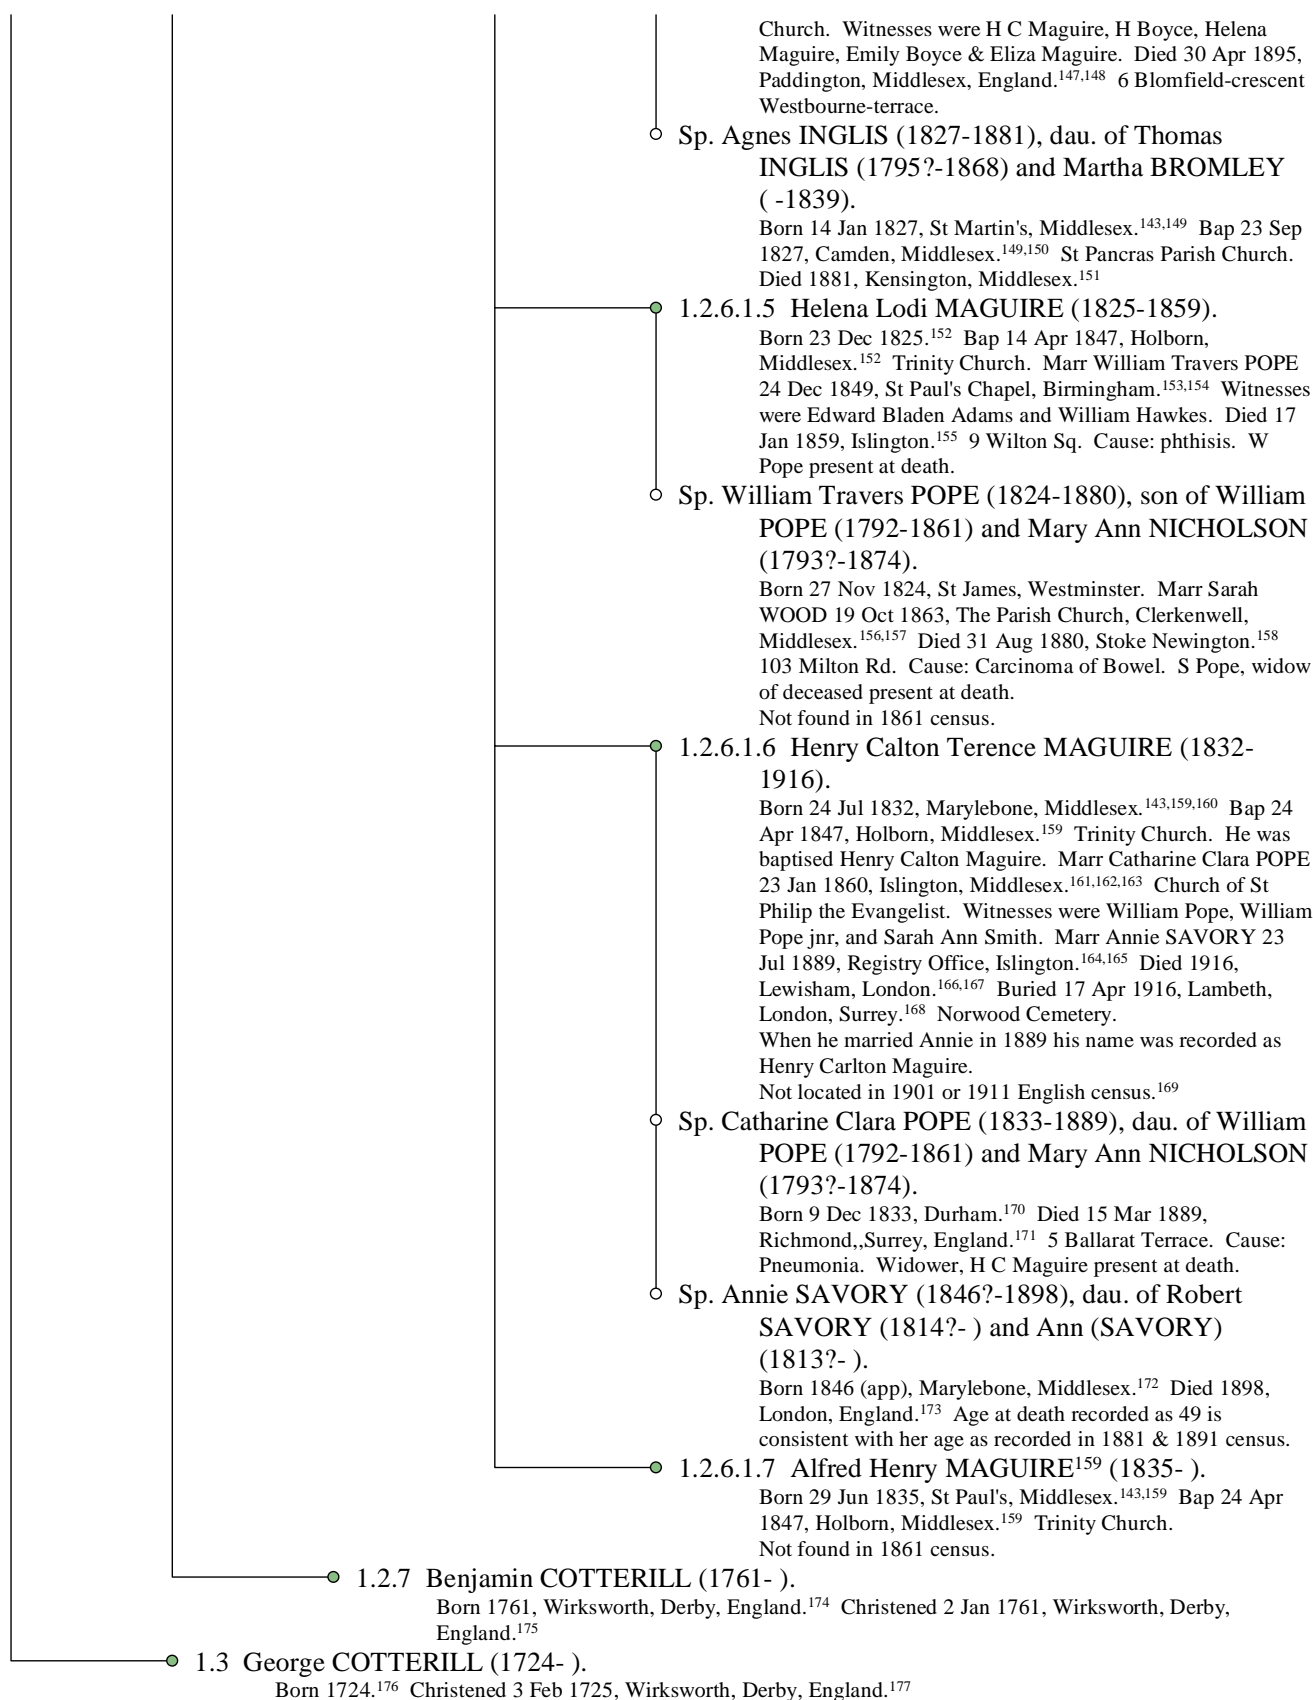 Church. Witnesses were H C Maguire, H Boyce, Helena
Maguire, Emily Boyce & Eliza Maguire. Died 30 Apr 1895,
Paddington, Middlesex, England.147,148 6 Blomfield-crescent
Westbourne-terrace.
Sp. Agnes INGLIS (1827-1881), dau. of Thomas
INGLIS (1795?-1868) and Martha BROMLEY
( -1839).
Born 14 Jan 1827, St Martin's, Middlesex.143,149 Bap 23 Sep
1827, Camden, Middlesex.149,150 St Pancras Parish Church.
Died 1881, Kensington, Middlesex.151
1.2.6.1.5 Helena Lodi MAGUIRE (1825-1859).
Born 23 Dec 1825.152 Bap 14 Apr 1847, Holborn,
Middlesex.152 Trinity Church. Marr William Travers POPE
24 Dec 1849, St Paul's Chapel, Birmingham.153,154 Witnesses
were Edward Bladen Adams and William Hawkes. Died 17
Jan 1859, Islington.155 9 Wilton Sq. Cause: phthisis. W
Pope present at death.
Sp. William Travers POPE (1824-1880), son of William
POPE (1792-1861) and Mary Ann NICHOLSON
(1793?-1874).
Born 27 Nov 1824, St James, Westminster. Marr Sarah
WOOD 19 Oct 1863, The Parish Church, Clerkenwell,
Middlesex.156,157 Died 31 Aug 1880, Stoke Newington.158
103 Milton Rd. Cause: Carcinoma of Bowel. S Pope, widow
of deceased present at death.
Not found in 1861 census.
1.2.6.1.6 Henry Calton Terence MAGUIRE (1832-
1916).
Born 24 Jul 1832, Marylebone, Middlesex.143,159,160 Bap 24
Apr 1847, Holborn, Middlesex.159 Trinity Church. He was
baptised Henry Calton Maguire. Marr Catharine Clara POPE
23 Jan 1860, Islington, Middlesex.161,162,163 Church of St
Philip the Evangelist. Witnesses were William Pope, William
Pope jnr, and Sarah Ann Smith. Marr Annie SAVORY 23
Jul 1889, Registry Office, Islington.164,165 Died 1916,
Lewisham, London.166,167 Buried 17 Apr 1916, Lambeth,
London, Surrey.168 Norwood Cemetery.
When he married Annie in 1889 his name was recorded as
Henry Carlton Maguire.
Not located in 1901 or 1911 English census.169
Sp. Catharine Clara POPE (1833-1889), dau. of William
POPE (1792-1861) and Mary Ann NICHOLSON
(1793?-1874).
Born 9 Dec 1833, Durham.170 Died 15 Mar 1889,
Richmond,,Surrey, England.171 5 Ballarat Terrace. Cause:
Pneumonia. Widower, H C Maguire present at death.
Sp. Annie SAVORY (1846?-1898), dau. of Robert
SAVORY (1814?- ) and Ann (SAVORY)
(1813?- ).
Born 1846 (app), Marylebone, Middlesex.172 Died 1898,
London, England.173 Age at death recorded as 49 is
consistent with her age as recorded in 1881 & 1891 census.
1.2.6.1.7 Alfred Henry MAGUIRE159 (1835- ).
Born 29 Jun 1835, St Paul's, Middlesex.143,159 Bap 24 Apr
1847, Holborn, Middlesex.159 Trinity Church.
Not found in 1861 census.
1.2.7 Benjamin COTTERILL (1761- ).
Born 1761, Wirksworth, Derby, England.174 Christened 2 Jan 1761, Wirksworth, Derby,
England.175
1.3 George COTTERILL (1724- ).
Born 1724.176 Christened 3 Feb 1725, Wirksworth, Derby, England.177